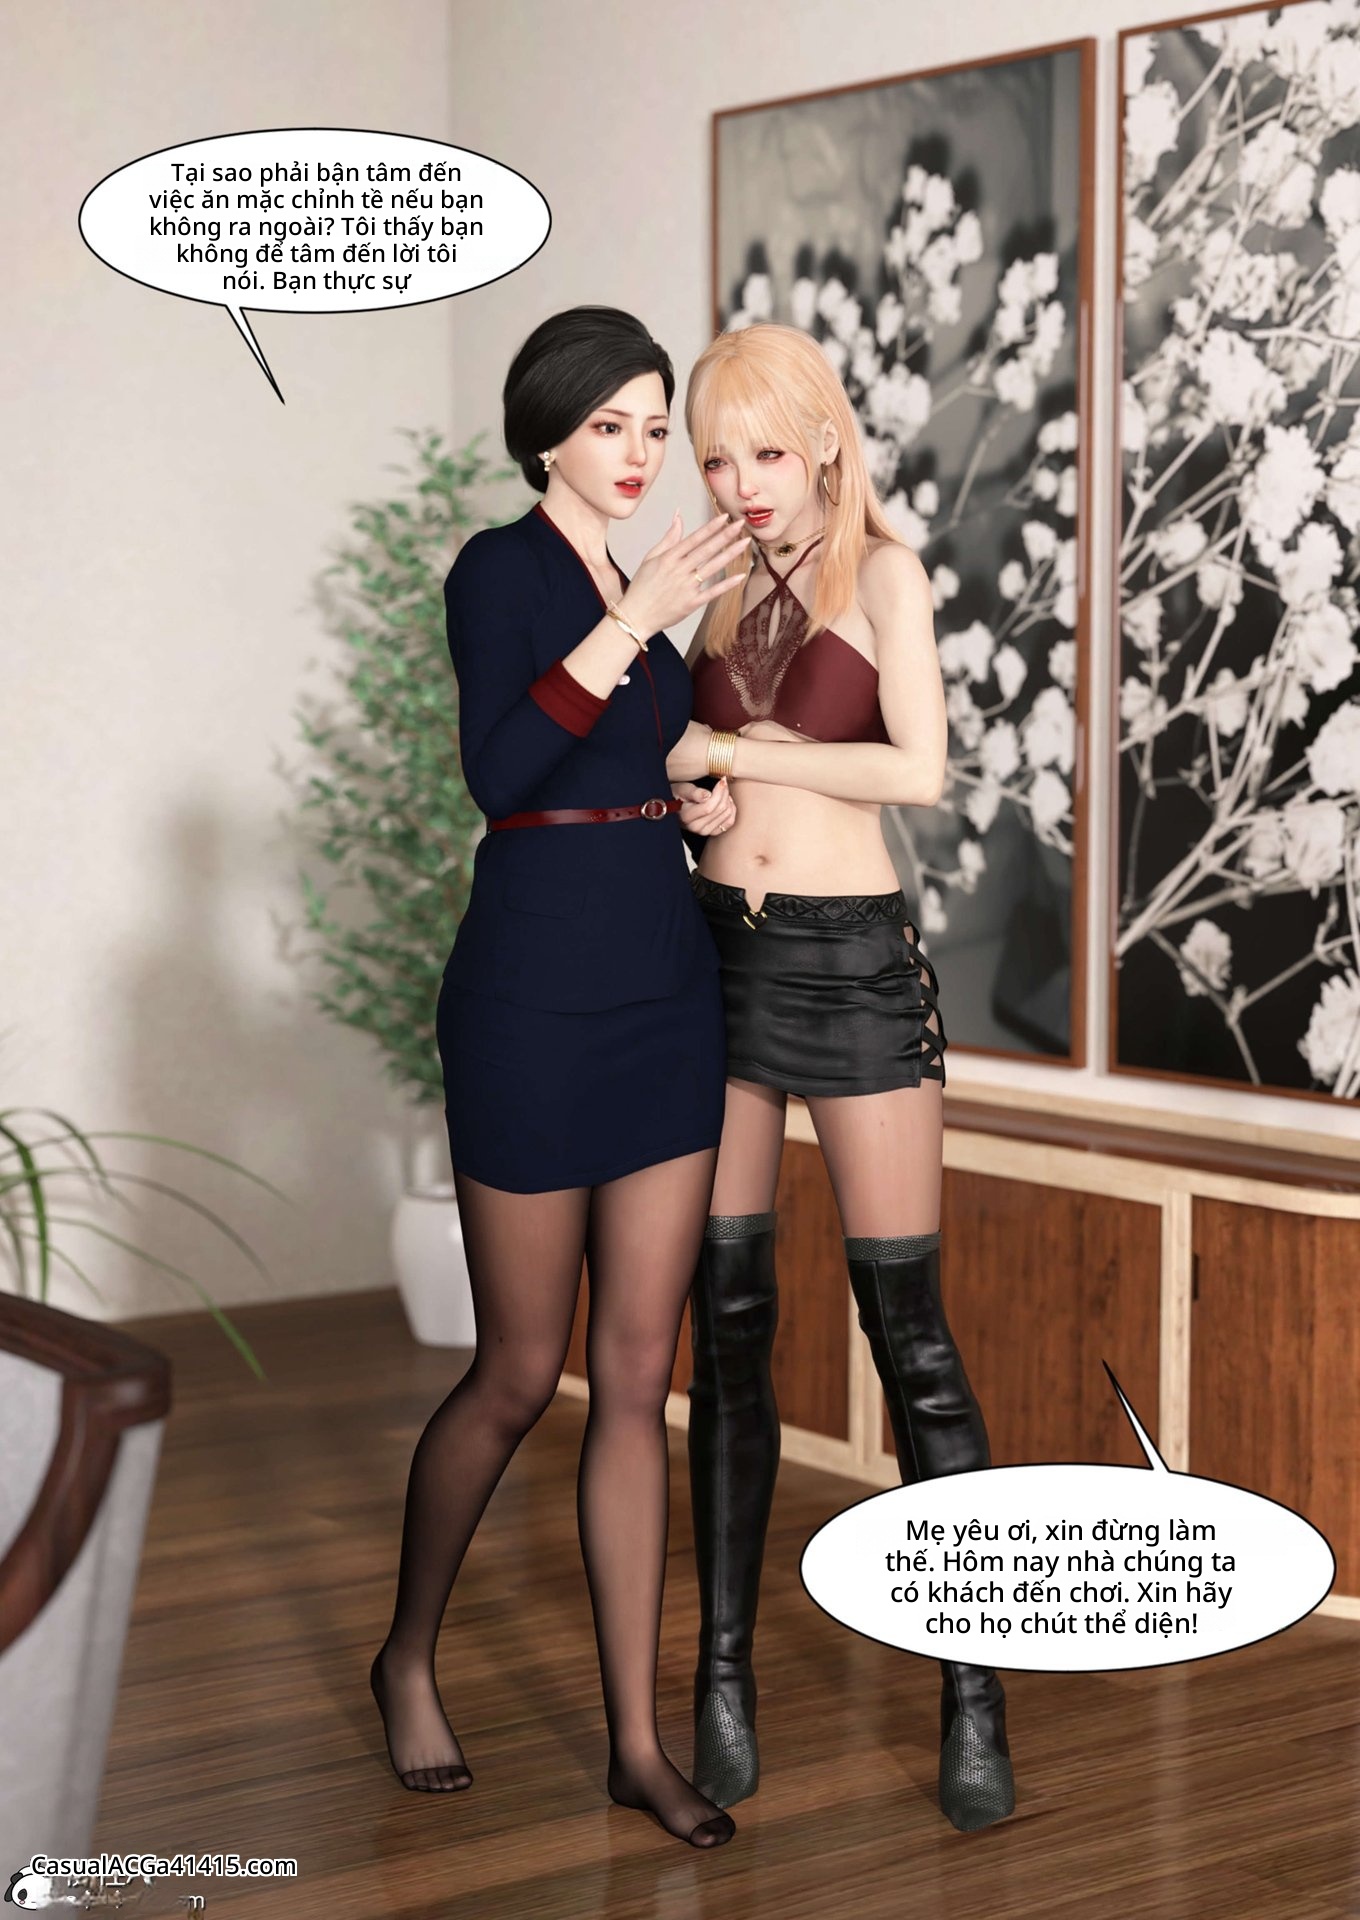 Tại sao phải bận tâm đến
việc ăn mặc chỉnh tề nếu bạn
không ra ngoài? Tôi thấy bạn
không để tâm đến lời tôi
nói. Bạn thực sự
Mẹ yêu ơi, xin đừng làm
thế. Hôm nay nhà chúng ta
có khách đến chơi. Xin hãy
cho họ chút thể diện!
CasualACGa41415.com